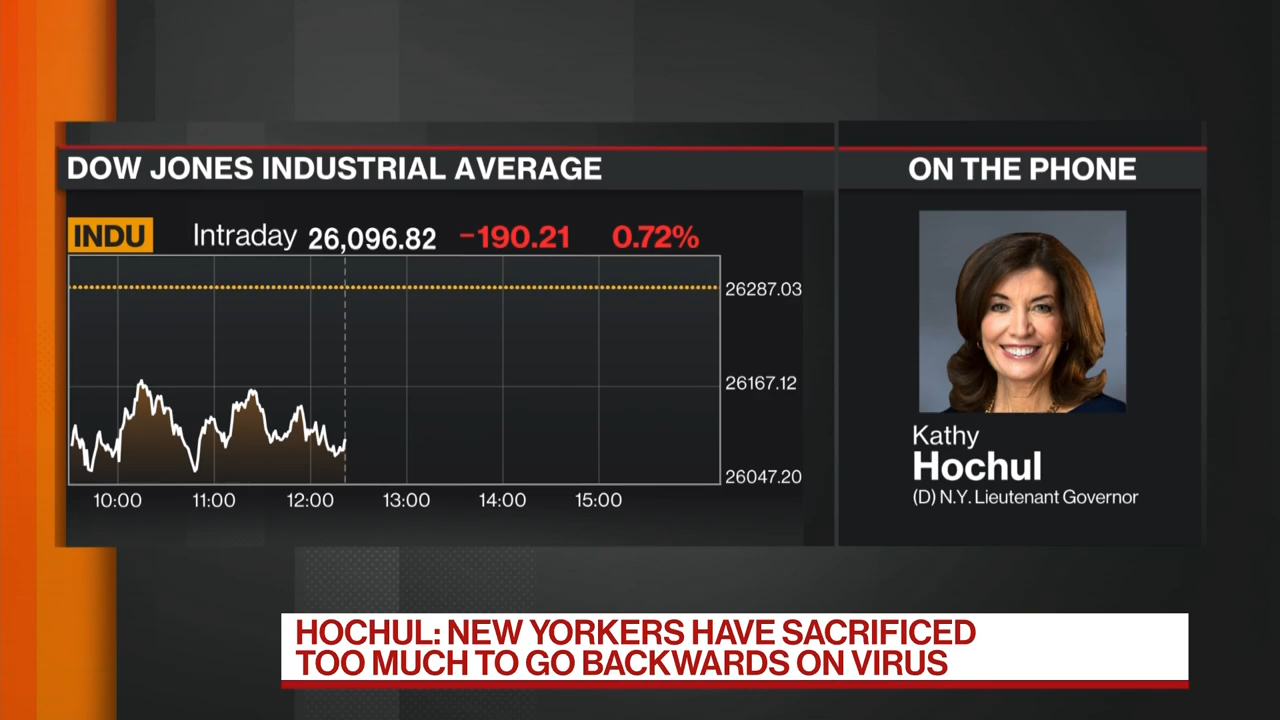 DOW JONES INDUSTRIAL AVERAGE
INDU Intraday 26,096.82 -190.21 0.72%
26287.03
26167.12
26047.20
10:00 11:00 12:00 13:00 14:00 15:00
ON THE PHONE
Kathy
Hochul
(D) N.Y. Lieutenant Governor
HOCHUL: NEW YORKERS HAVE SACRIFICED
TOO MUCH TO GO BACKWARDS ON VIRUS